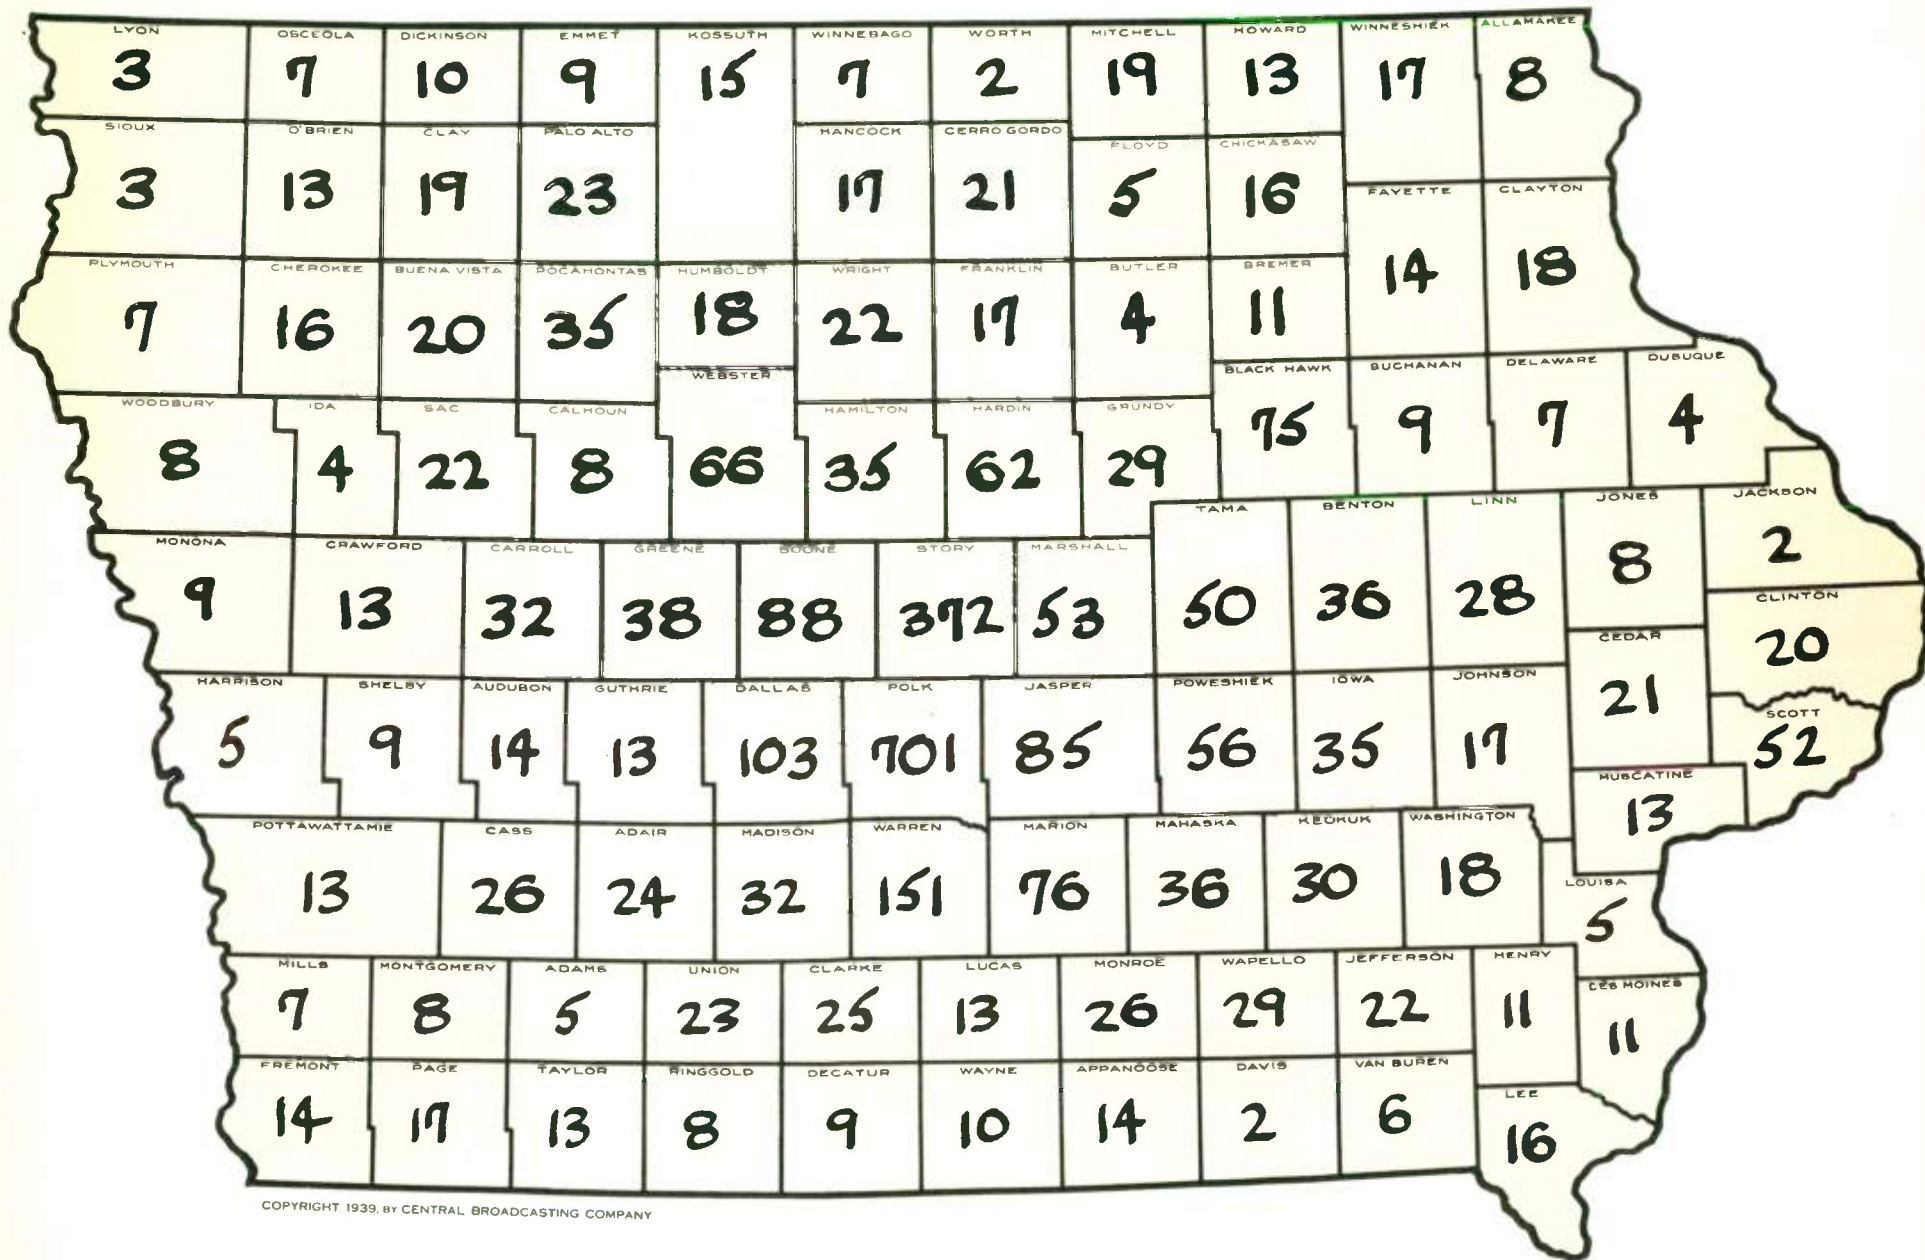 LYON OSCEOLA DICKINSON EMMET KOSSUTH WINNEBAGO WORTH MITCHELL HOWARD WINNESHIEK ALLAMAKEE
3 7 10 9 15 7 2 19 13 17 8
SIOUX O'BRIEN CLAY PALO ALTO HANCOCK CERRO GORDO FLOYD CHICKASAW
3 13 19 23 17 21 5 16
FAYETTE CLAYTON
14 18
PLYMOUTH CHEROKEE BUENA VISTA POCAHONTAS HUMBOLDT WRIGHT FRANKLIN BUTLER BREMER
7 16 20 35 18 22 17 4 11
WEBSTER BLACK HAWK BUCHANAN DELAWARE DUBUQUE
66 75 9 7 4
WOODBURY IDA SAC CALHOUN HAMILTON HARDIN GRUNDY
8 4 22 8 35 62 29
TAMA BENTON LINN JONES JACKSON
50 36 28 8 2
MONONA CRAWFORD CARROLL GREENE BOONE STORY MARSHALL
9 13 32 38 88 372 53
CLINTON
20
CEDAR
21
HARRISON SHELBY AUDUBON GUTHRIE DALLAS POLK JASPER POWESHIEK IOWA JOHNSON
5 9 14 13 103 701 85 56 35 17
SCOTT
52
MUSCATINE
13
POTTAWATTAMIE CASS ADAIR MADISON WARREN MARION MAHASKA KEOKUK WASHINGTON
13 26 24 32 151 76 36 30 18
LOUISA
5
MILLS MONTGOMERY ADAMS UNION CLARKE LUCAS MONROE WAPELLO JEFFERSON HENRY
7 8 5 23 25 13 26 29 22 11
DES MOINES
11
FREMONT PAGE TAYLOR RINGGOLD DECATUR WAYNE APPANOOSE DAVIS VAN BUREN
14 17 13 8 9 10 14 2 6
LEE
16
COPYRIGHT 1939, BY CENTRAL BROADCASTING COMPANY